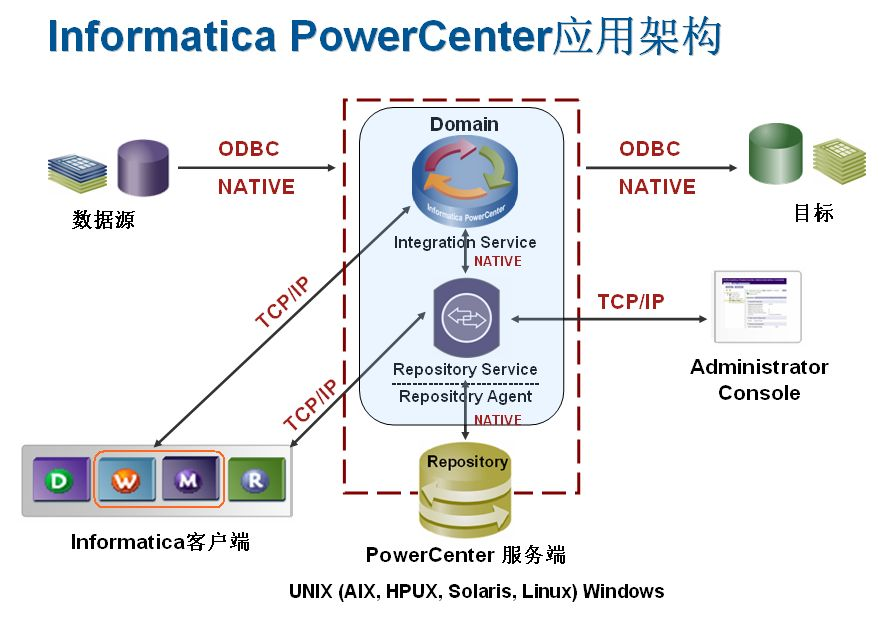 Informatica PowerCenter应用架构
Domain
ODBC
NATIVE
数据源
ODBC
NATIVE
目标
Informatica PowerCenter
Integration Service
NATIVE
TCP/IP
TCP/IP
TCP/IP
Repository Service
Repository Agent
NATIVE
Administrator
Console
D W M R
Informatica客户端
Repository
PowerCenter 服务端
UNIX (AIX, HPUX, Solaris, Linux) Windows